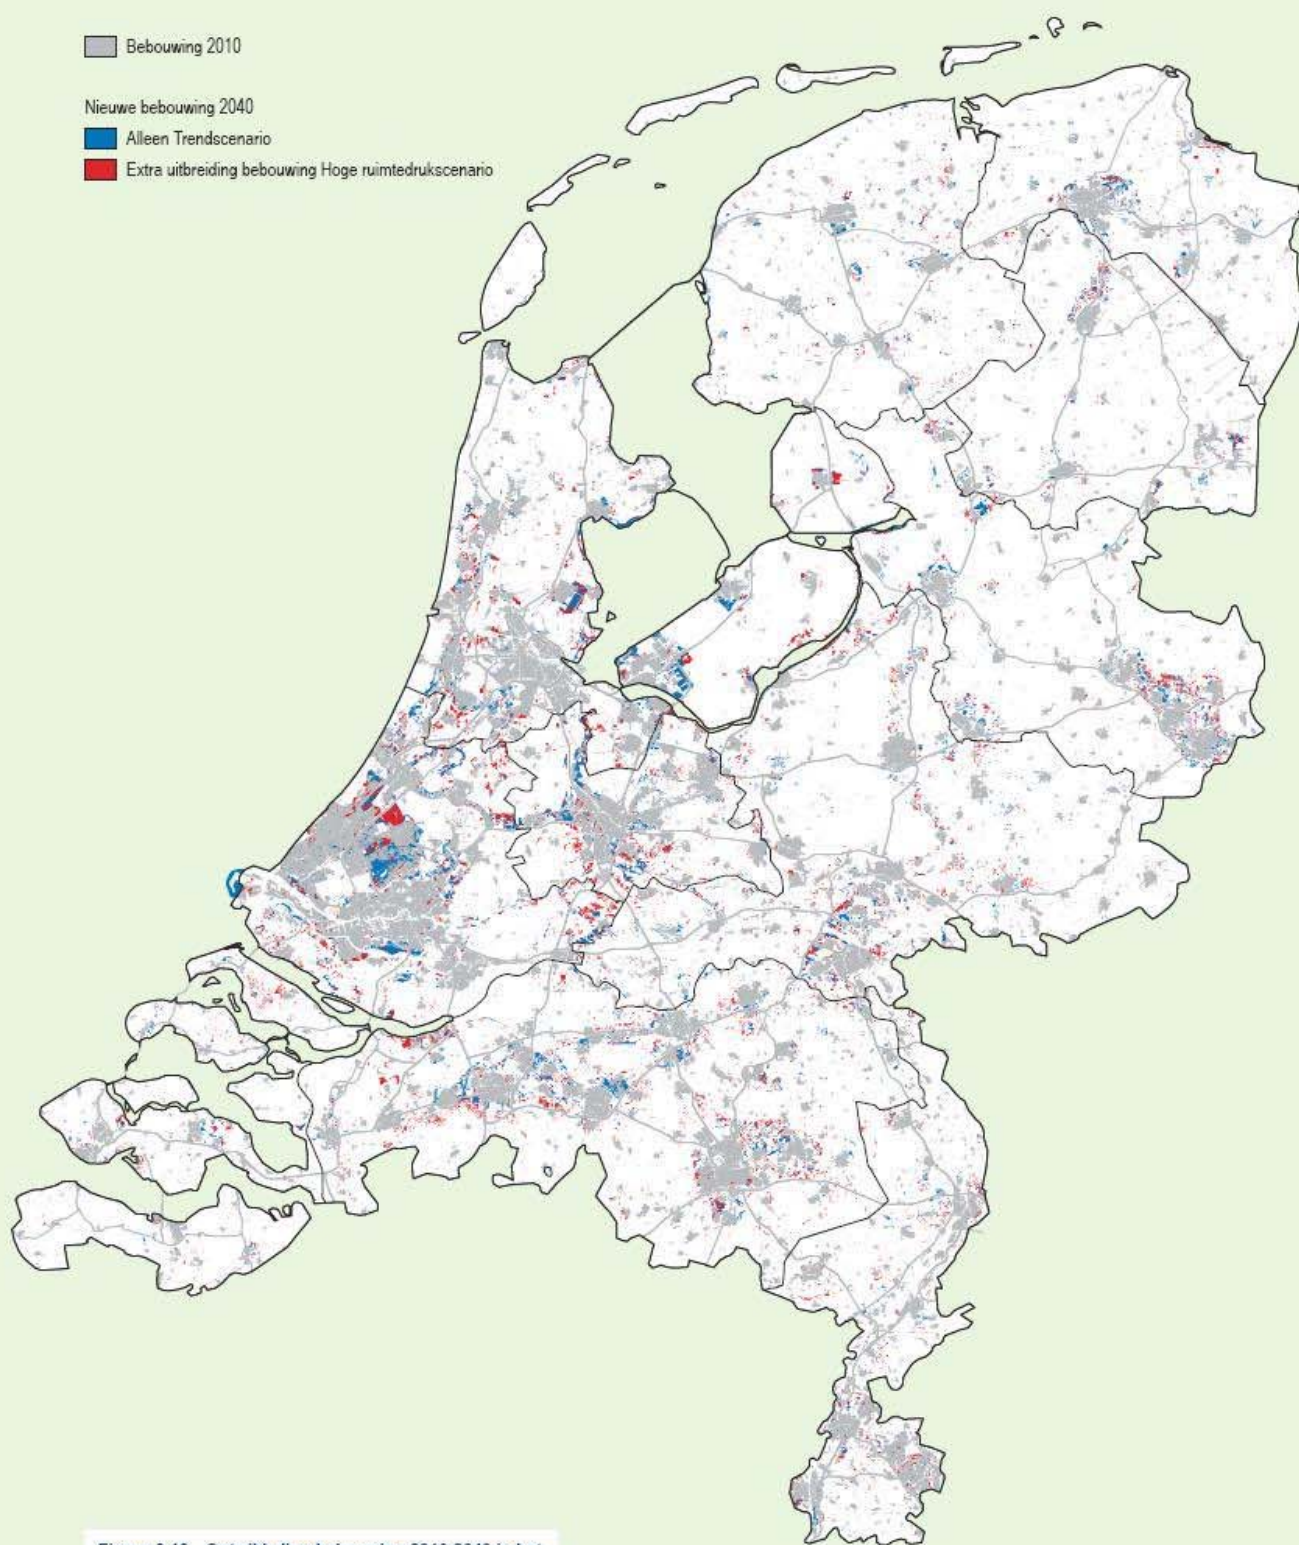 Bebouwing 2010
Nieuwe bebouwing 2040
Alleen Trendscenario
Extra uitbreiding bebouwing Hoge ruimtedrukscenario